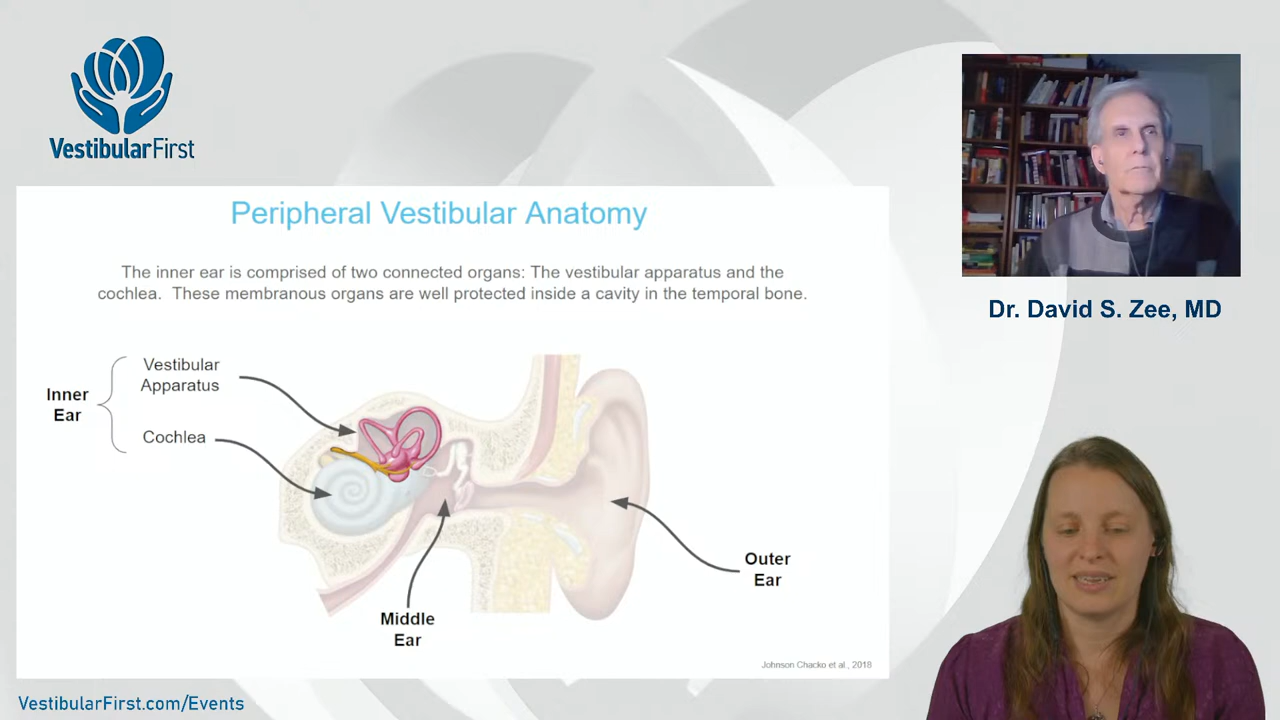 VestibularFirst
Peripheral Vestibular Anatomy
The inner ear is comprised of two connected organs: The vestibular apparatus and the
cochlea. These membranous organs are well protected inside a cavity in the temporal bone.
Inner
Ear
Vestibular
Apparatus
Cochlea
Middle
Ear
Outer
Ear
Johnson Chacko et al., 2018
Dr. David S. Zee, MD
VestibularFirst.com/Events